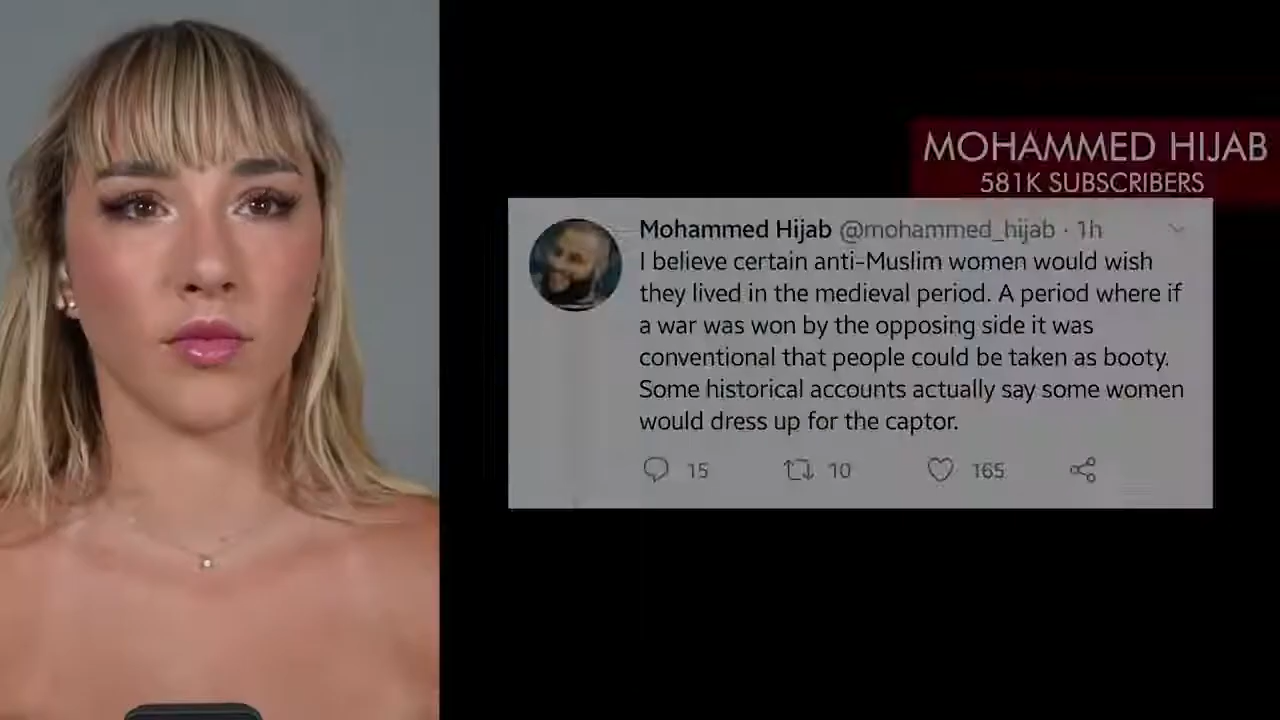 MOHAMMED HIJAB
581K SUBSCRIBERS
Mohammed Hijab @mohammed_hijab · 1h
I believe certain anti-Muslim women would wish
they lived in the medieval period. A period where if
a war was won by the opposing side it was
conventional that people could be taken as booty.
Some historical accounts actually say some women
would dress up for the captor.
15 10 165